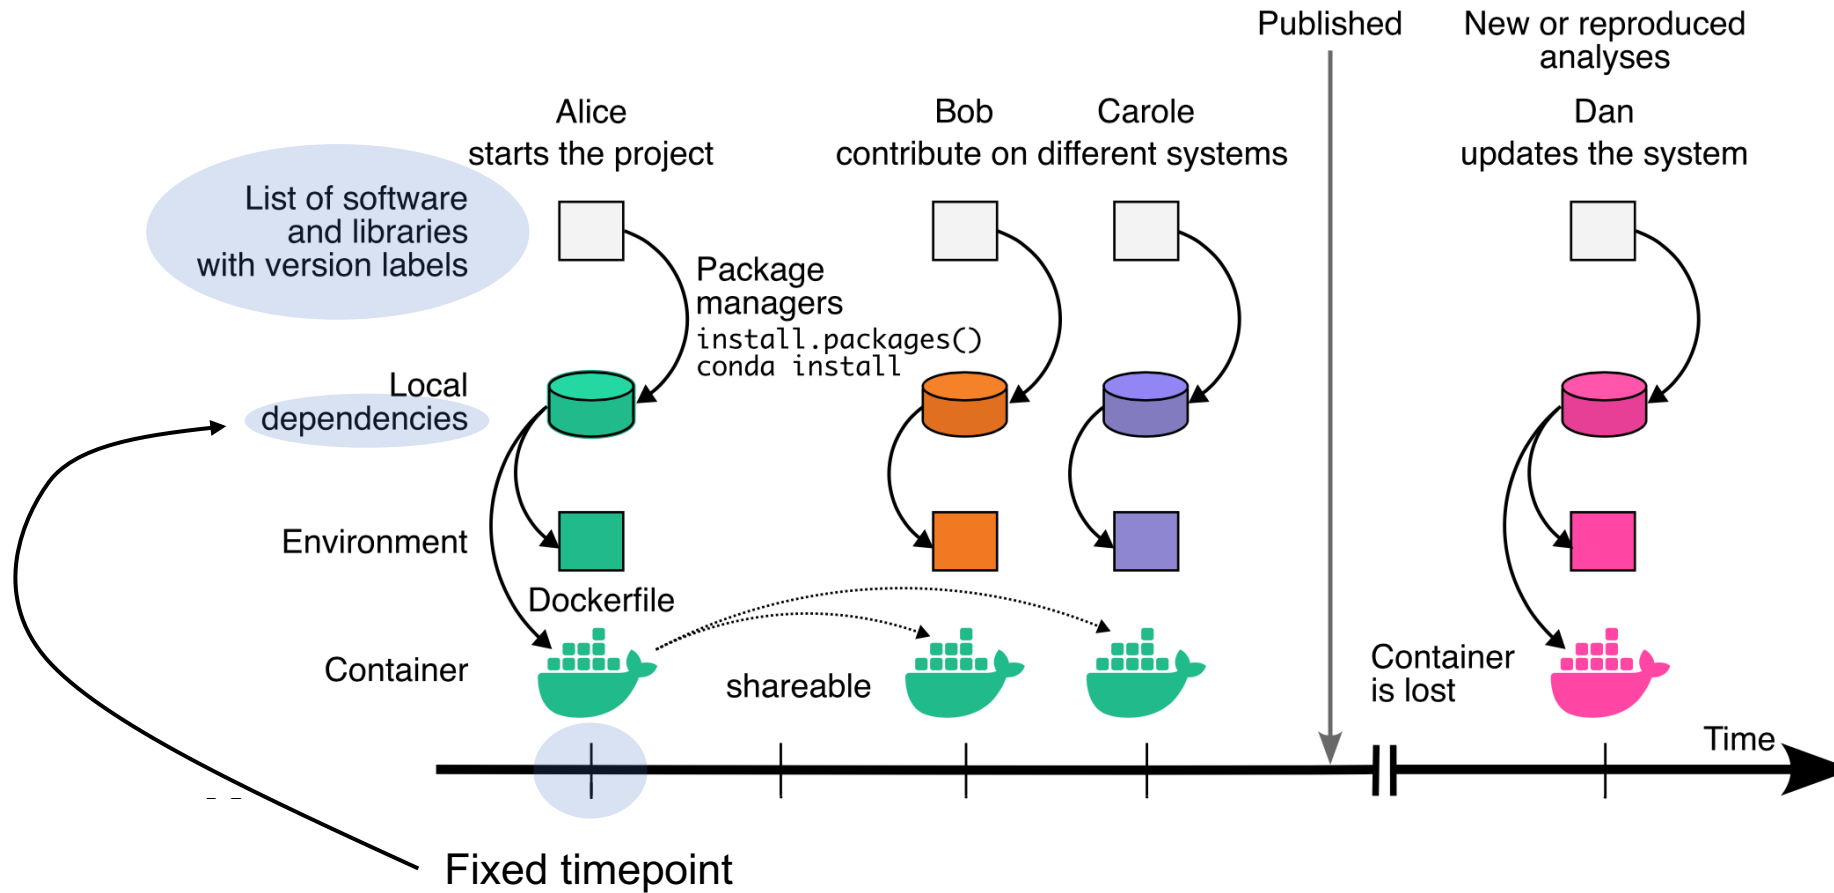 Published
New or reproduced
analyses
Alice
starts the project
Bob
Carole
contribute on different systems
Dan
updates the system
List of software
and libraries
with version labels
Package
managers
install.packages()
conda install
Local
dependencies
Environment
Dockerfile
Container
shareable
Container
is lost
Time
Fixed timepoint